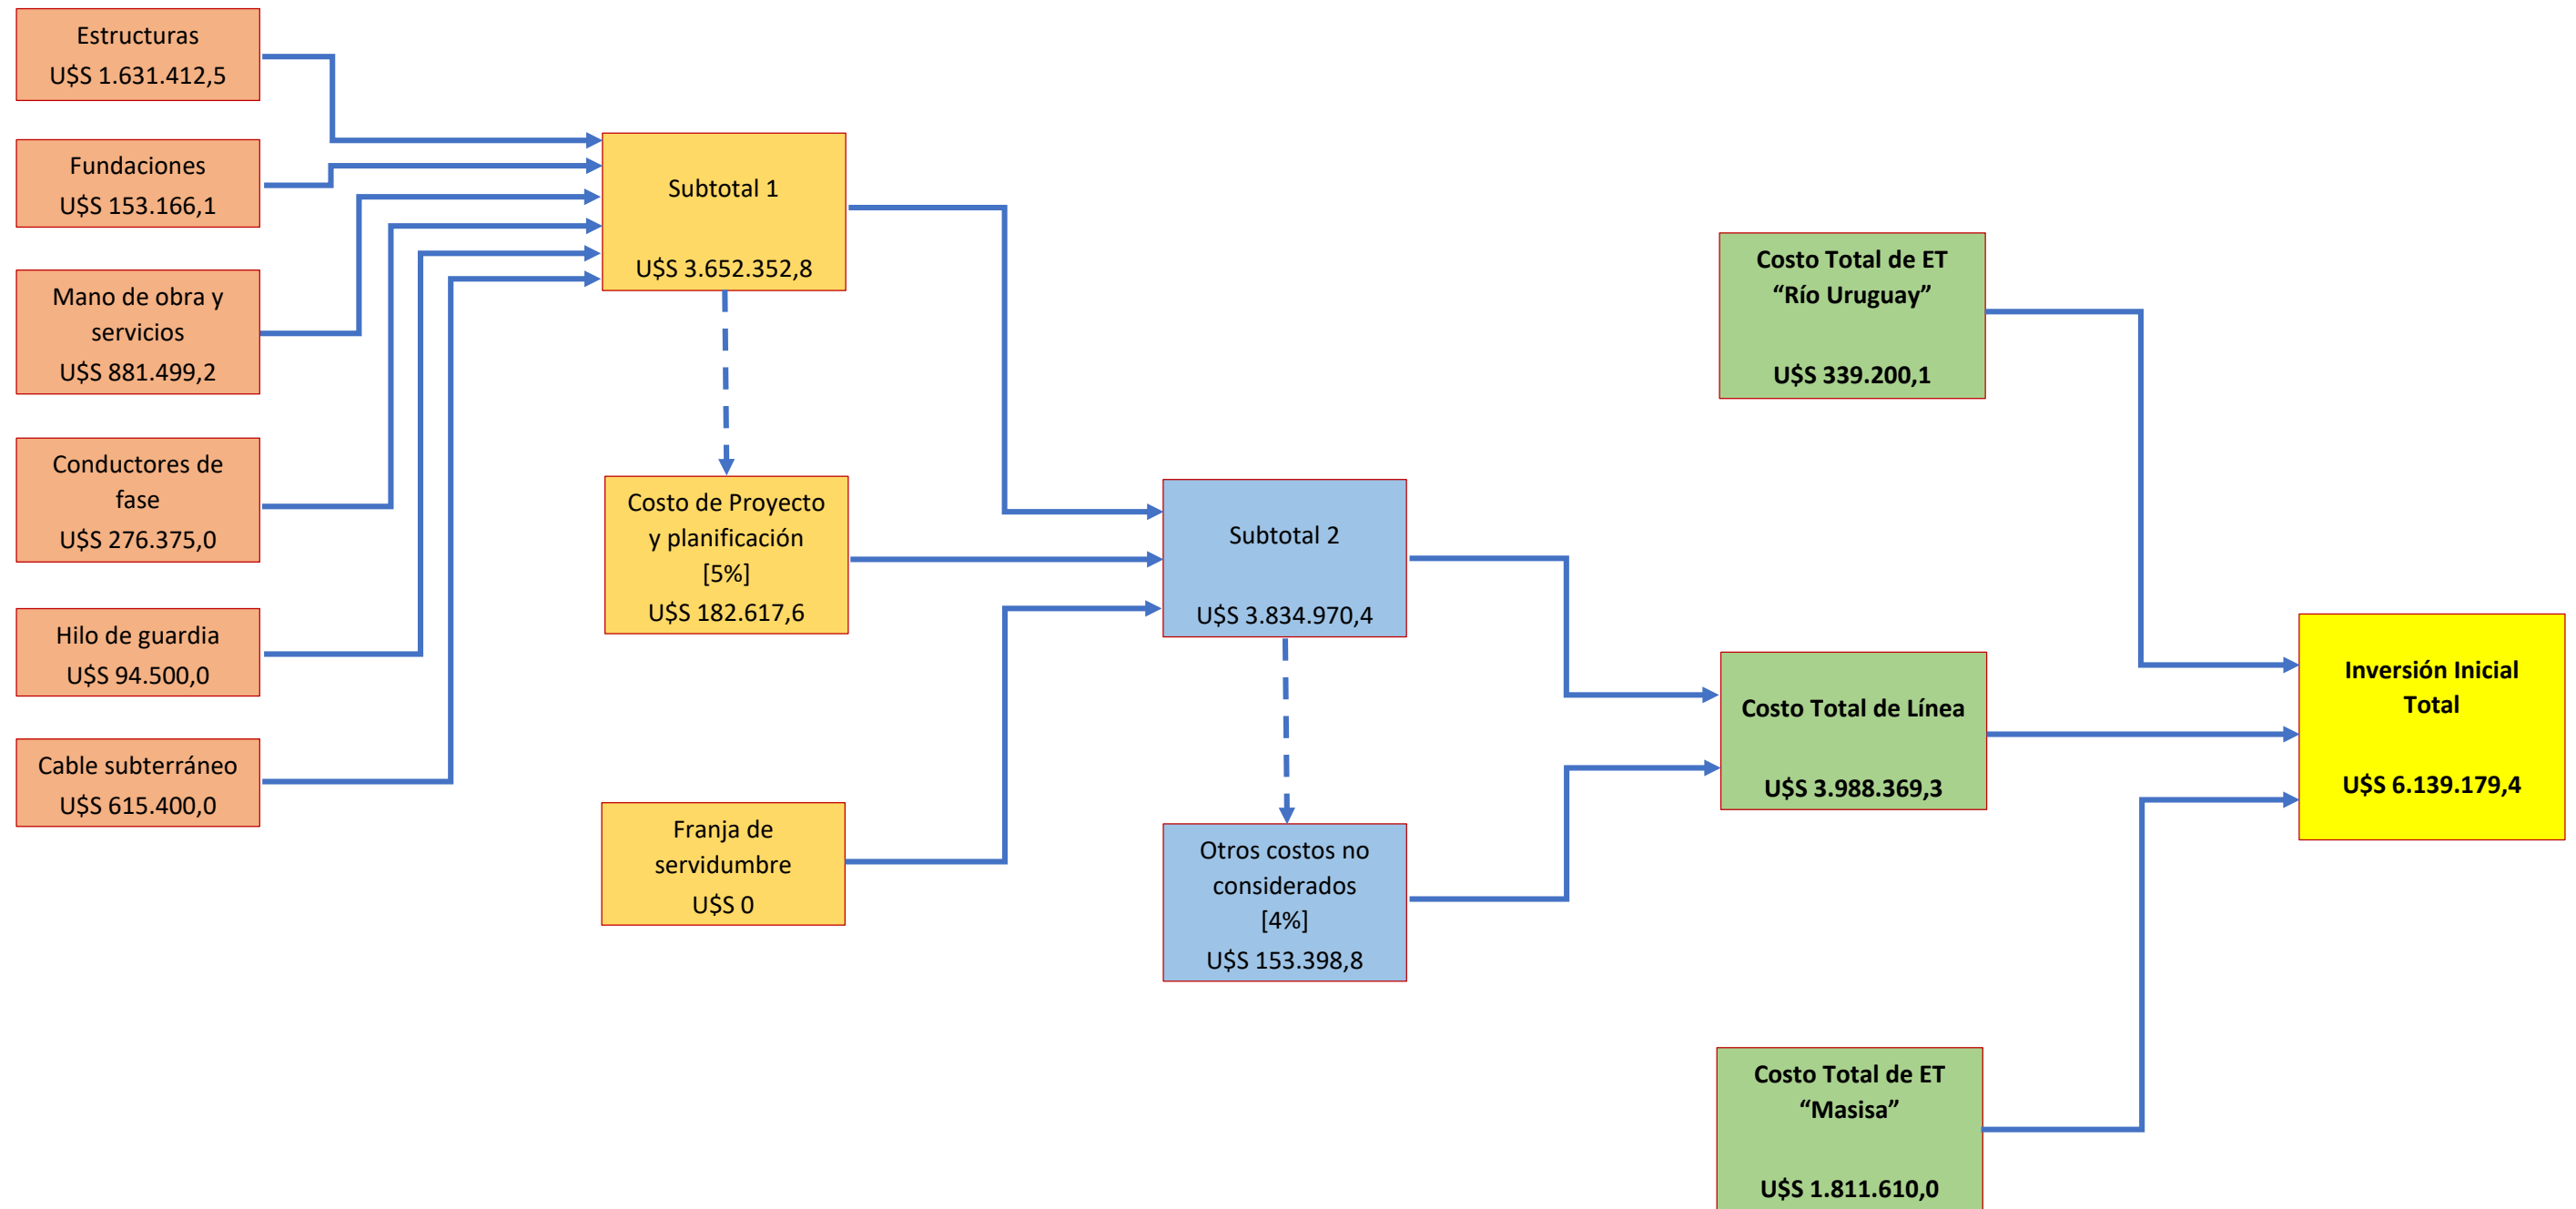 Estructuras
U$S 1.631.412,5
Fundaciones
U$S 153.166,1
Mano de obra y
servicios
U$S 881.499,2
Conductores de
fase
U$S 276.375,0
Hilo de guardia
U$S 94.500,0
Cable subterráneo
U$S 615.400,0
Subtotal 1
U$S 3.652.352,8
Costo de Proyecto
y planificación
[5%]
U$S 182.617,6
Franja de
servidumbre
U$S 0
Subtotal 2
U$S 3.834.970,4
Otros costos no
considerados
[4%]
U$S 153.398,8
Costo Total de ET
“Río Uruguay”
U$S 339.200,1
Costo Total de Línea
U$S 3.988.369,3
Costo Total de ET
“Masisa”
U$S 1.811.610,0
Inversión Inicial
Total
U$S 6.139.179,4